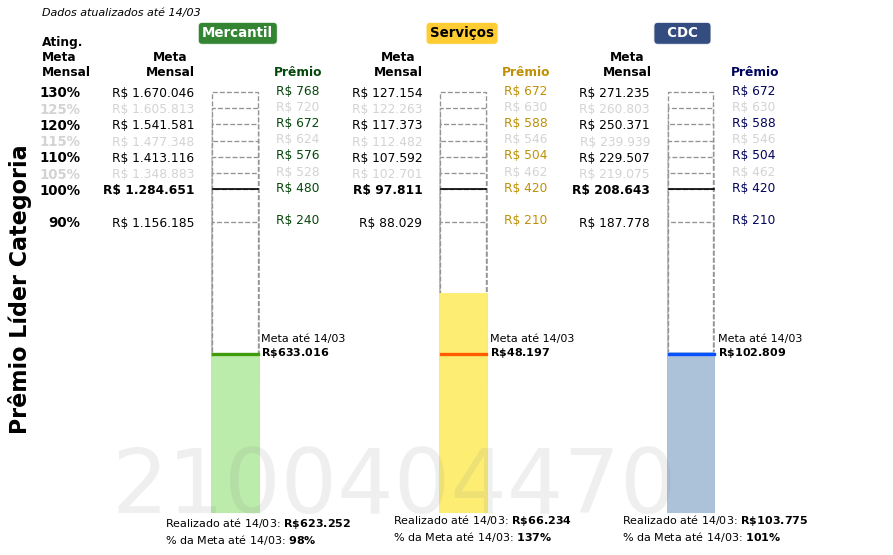 Dados atualizados até 14/03
Mercantil Serviços CDC
Ating. Meta Mensal Meta Mensal Prêmio Meta Mensal Prêmio Meta Mensal Prêmio
130% R$ 1.670.046 R$ 768 R$ 127.154 R$ 672 R$ 271.235 R$ 672
125% R$ 1.605.813 R$ 720 R$ 122.263 R$ 630 R$ 260.803 R$ 630
120% R$ 1.541.581 R$ 672 R$ 117.373 R$ 588 R$ 250.371 R$ 588
115% R$ 1.477.348 R$ 624 R$ 112.482 R$ 546 R$ 239.939 R$ 546
110% R$ 1.413.116 R$ 576 R$ 107.592 R$ 504 R$ 229.507 R$ 504
105% R$ 1.348.883 R$ 528 R$ 102.701 R$ 462 R$ 219.075 R$ 462
100% R$ 1.284.651 R$ 480 R$ 97.811 R$ 420 R$ 208.643 R$ 420
90% R$ 1.156.185 R$ 240 R$ 88.029 R$ 210 R$ 187.778 R$ 210
Prêmio Líder Categoria
Meta até 14/03 Meta até 14/03 Meta até 14/03
R$633.016 R$48.197 R$102.809
2100404470
Realizado até 14/03: R$623.252 Realizado até 14/03: R$66.234 Realizado até 14/03: R$103.775
% da Meta até 14/03: 98% % da Meta até 14/03: 137% % da Meta até 14/03: 101%